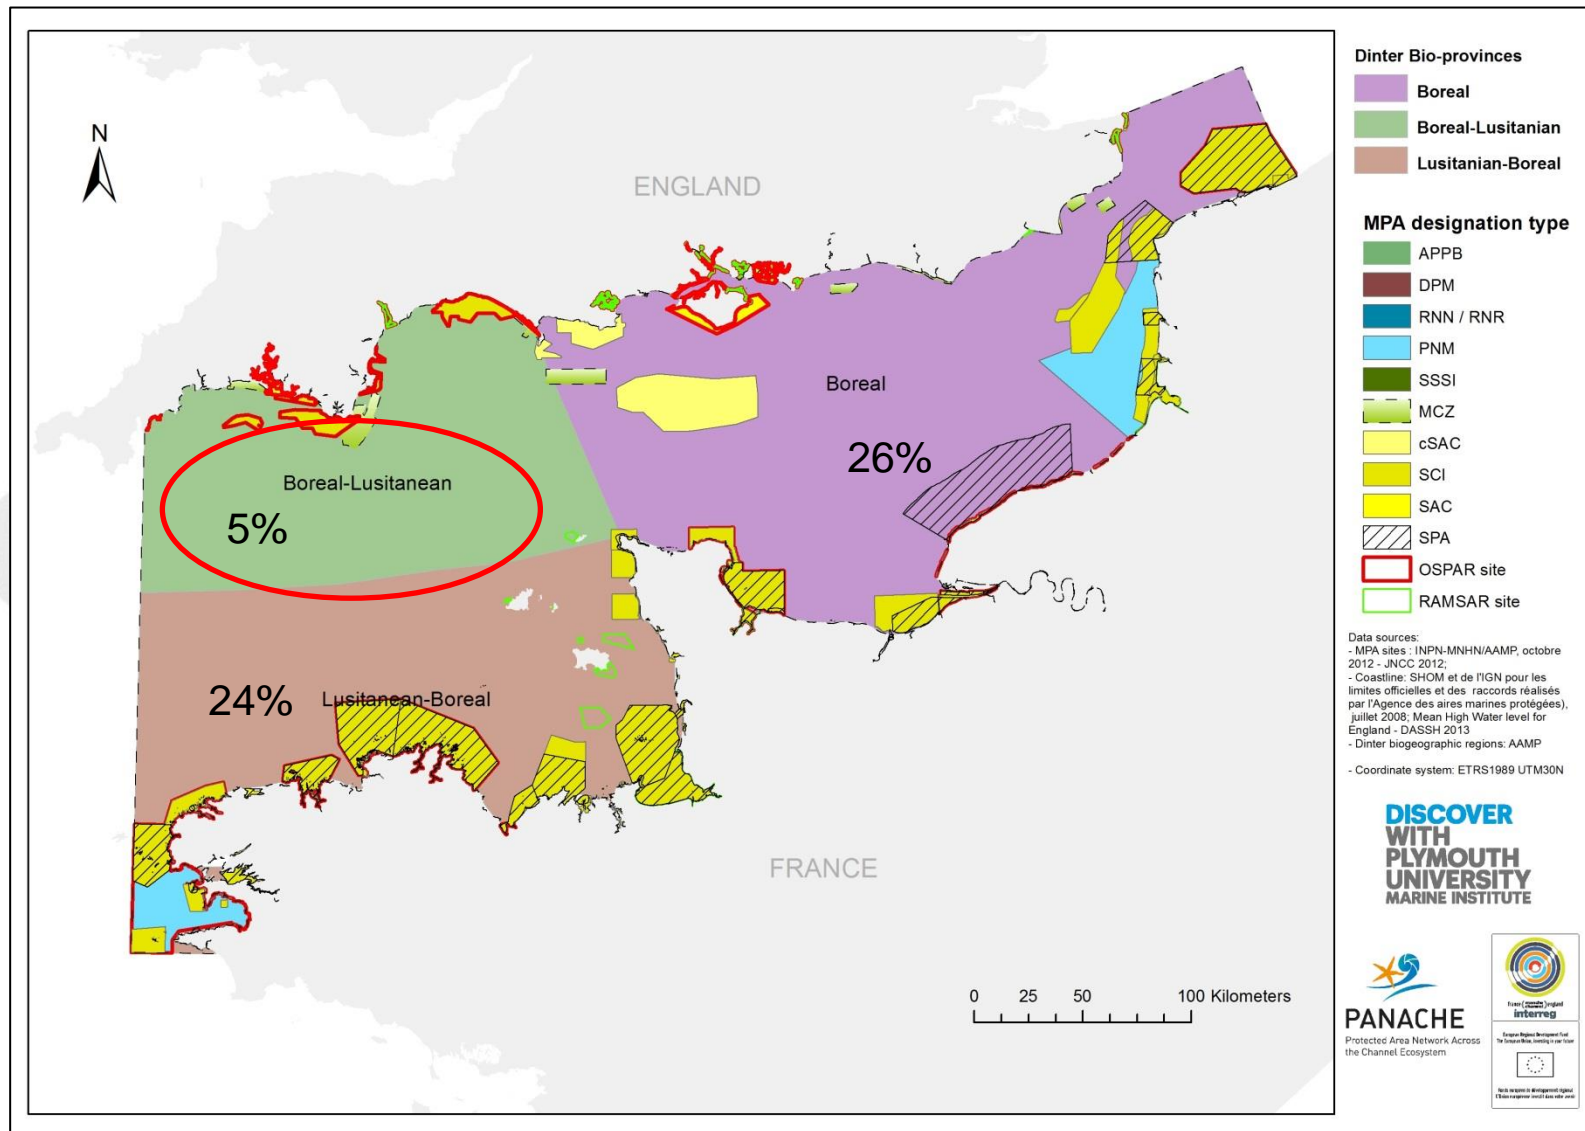 N
ENGLAND
Boreal
26%
Boreal-Lusitanean
5%
24%
Lusitanean-Boreal
FRANCE
0 25 50 100 Kilometers
Dinter Bio-provinces
Boreal
Boreal-Lusitanian
Lusitanian-Boreal
MPA designation type
APPB
DPM
RNN / RNR
PNM
SSSI
MCZ
cSAC
SCI
SAC
SPA
OSPAR site
RAMSAR site
Data sources:
- MPA sites : INPN-MNHN/AAMP, octobre
2012 - JNCC 2012;
- Coastline: SHOM et de l'IGN pour les
limites officielles et des raccords réalisés
par l'Agence des aires marines protégées),
juillet 2008; Mean High Water level for
England - DASSH 2013
- Dinter biogeographic regions: AAMP
- Coordinate system: ETRS1989 UTM30N
DISCOVER
WITH
PLYMOUTH
UNIVERSITY
MARINE INSTITUTE
PANACHE
Protected Area Network Across
the Channel Ecosystem
interreg